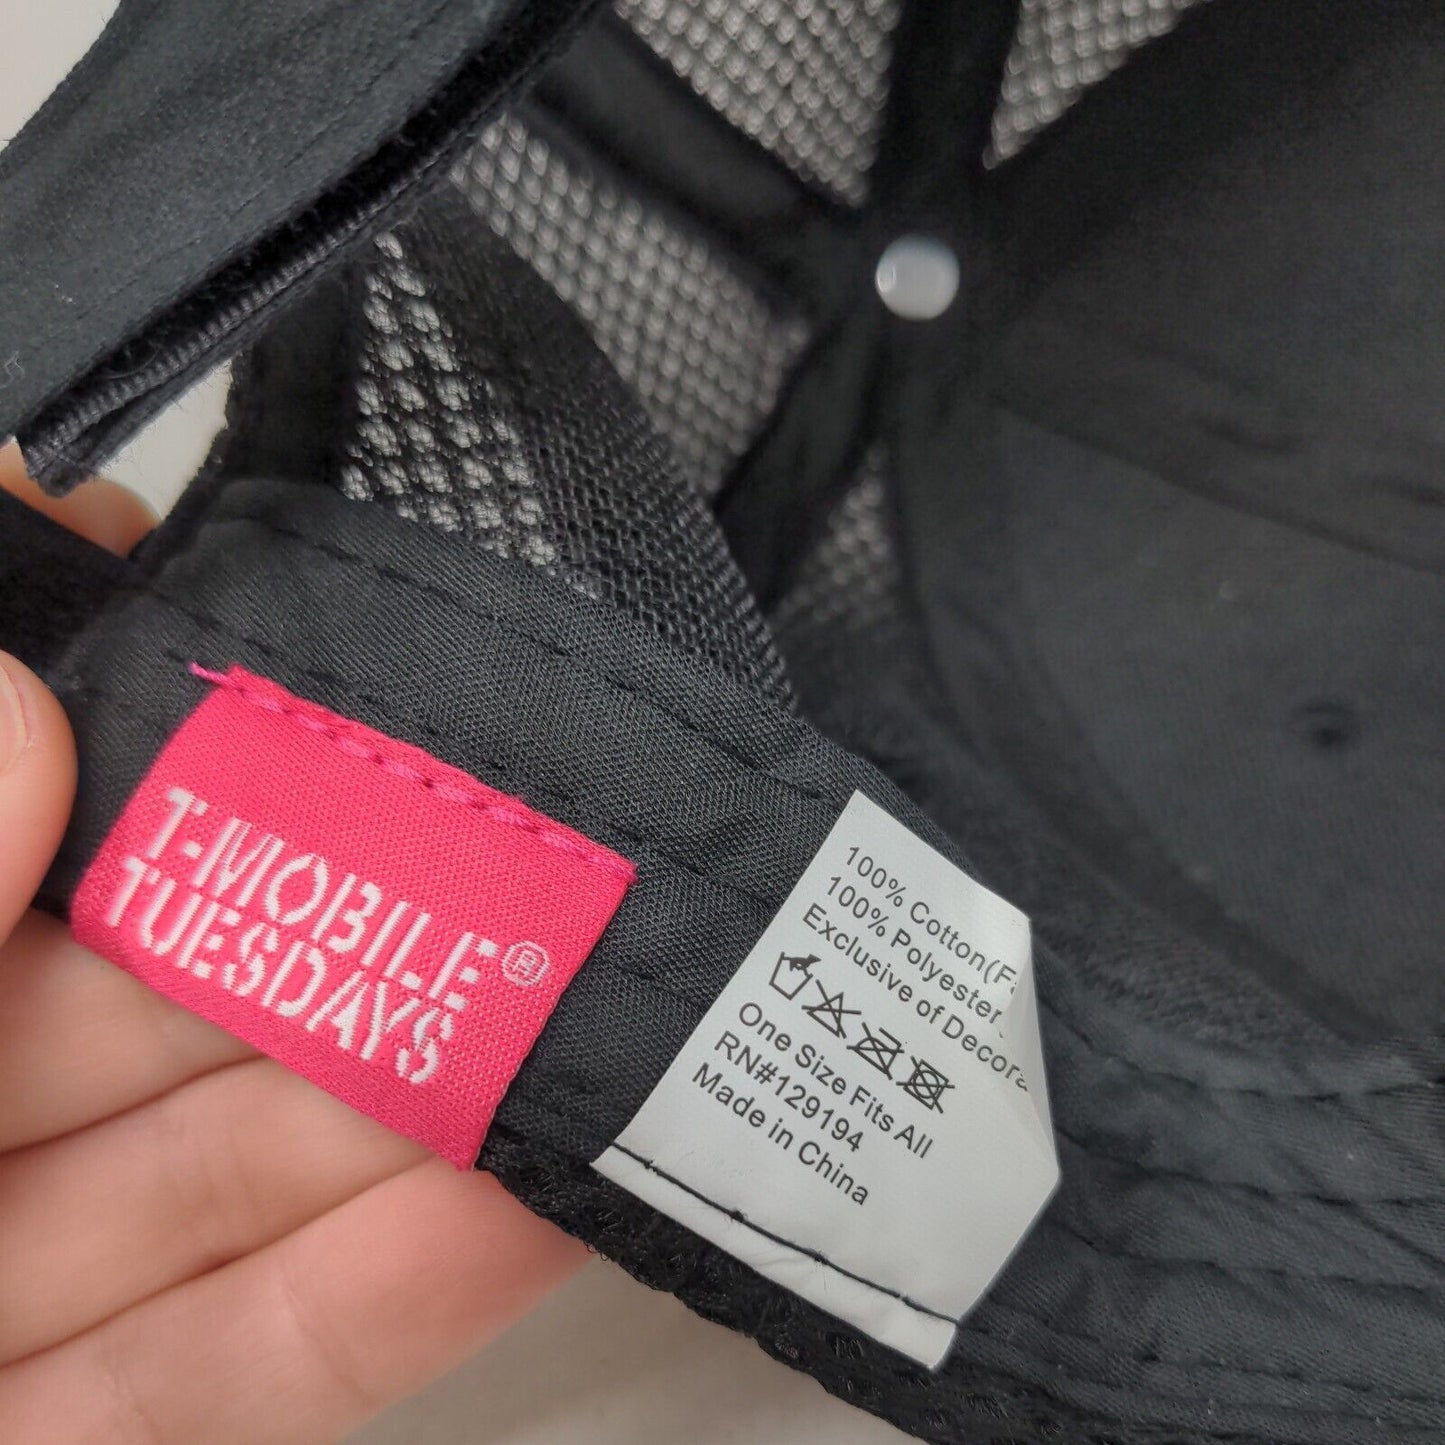 T-MOBILE®
TUESDAYS
100% Cotton(F
100% Polyester
Exclusive of Decora
One Size Fits All
RN#129194
Made in China